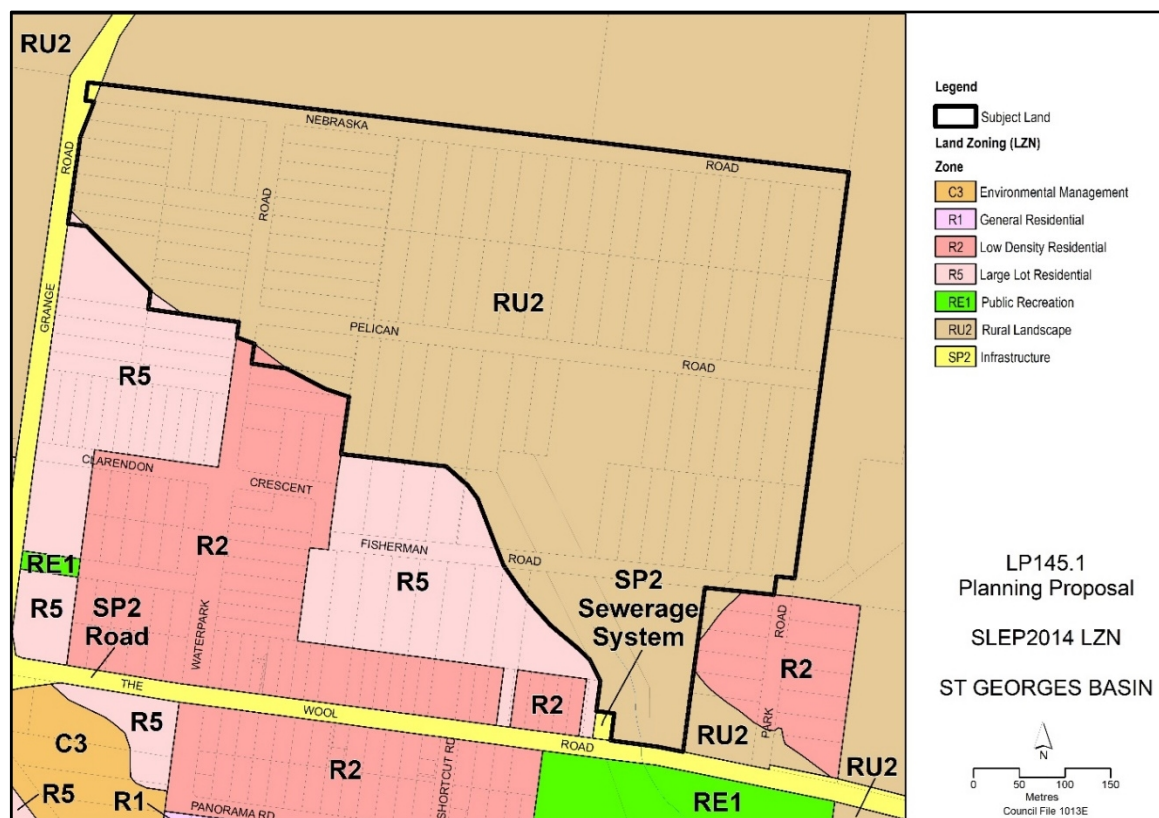 RU2
NEBRASKA
ROAD
ROAD
ROAD
RU2
GRANGE
PELICAN
ROAD
R5
CLARENDON
CRESCENT
R2
FISHERMAN
ROAD
R5
RE1
R5
SP2
Road
SP2
Sewerage
System
WATERPARK
ROAD
R2
PARK
R2
THE
WOOL
ROAD
RU2
RU2
R5
C3
R5
R1
R2
SHORTCUT RD
PANORAMA RD
RE1
Legend
Subject Land
Land Zoning (LZN)
Zone
C3 Environmental Management
R1 General Residential
R2 Low Density Residential
R5 Large Lot Residential
RE1 Public Recreation
RU2 Rural Landscape
SP2 Infrastructure
LP145.1
Planning Proposal
SLEP2014 LZN
ST GEORGES BASIN
N
0 50 100 150
Metres
Council File 1013E